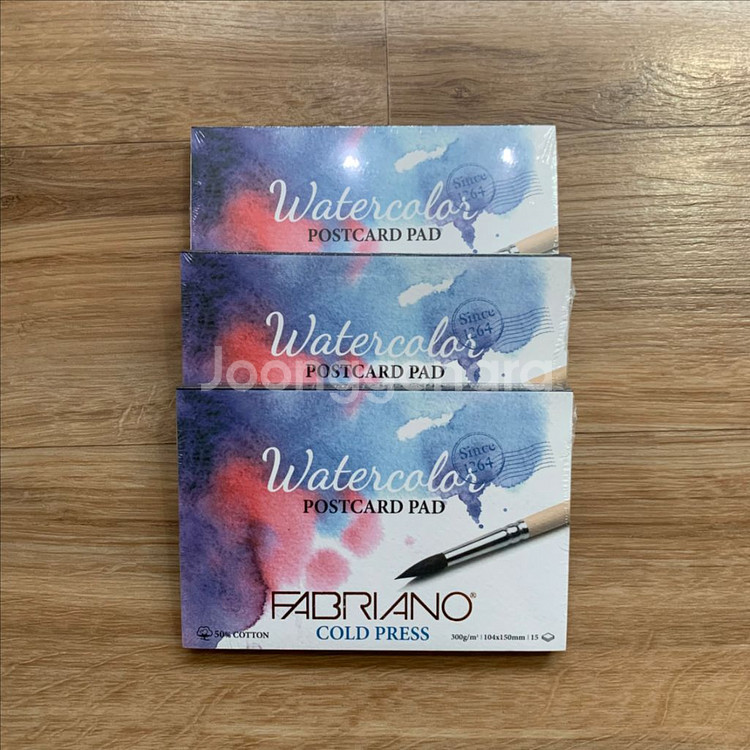 Watercolor
POSTCARD PAD
Since
1264
Watercolor
POSTCARD PAD
Since
1264
Joonggonara
Watercolor
POSTCARD PAD
Since
1264
FABRIANO®
COLD PRESS
50% COTTON
300g/m² | 104x150mm | 15